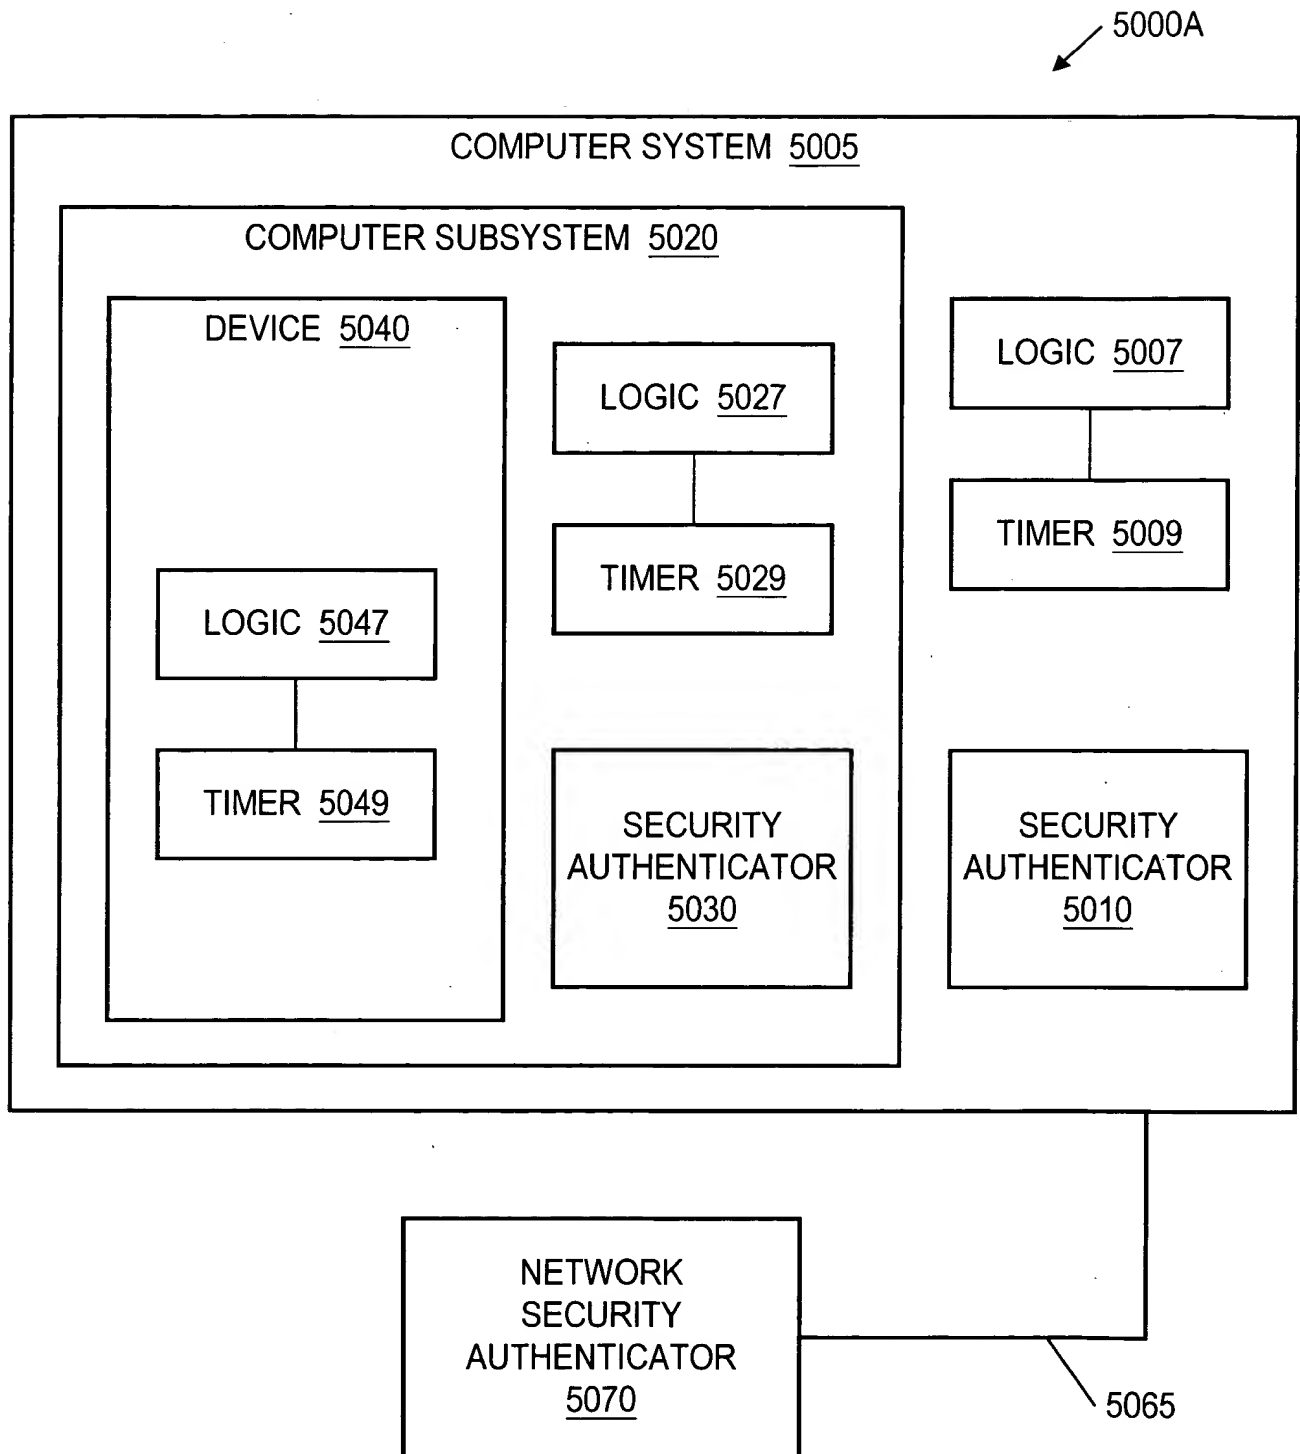 5000A
COMPUTER SYSTEM 5005
COMPUTER SUBSYSTEM 5020
DEVICE 5040
LOGIC 5047
TIMER 5049
LOGIC 5027
TIMER 5029
SECURITY
AUTHENTICATOR
5030
LOGIC 5007
TIMER 5009
SECURITY
AUTHENTICATOR
5010
NETWORK
SECURITY
AUTHENTICATOR
5070
5065